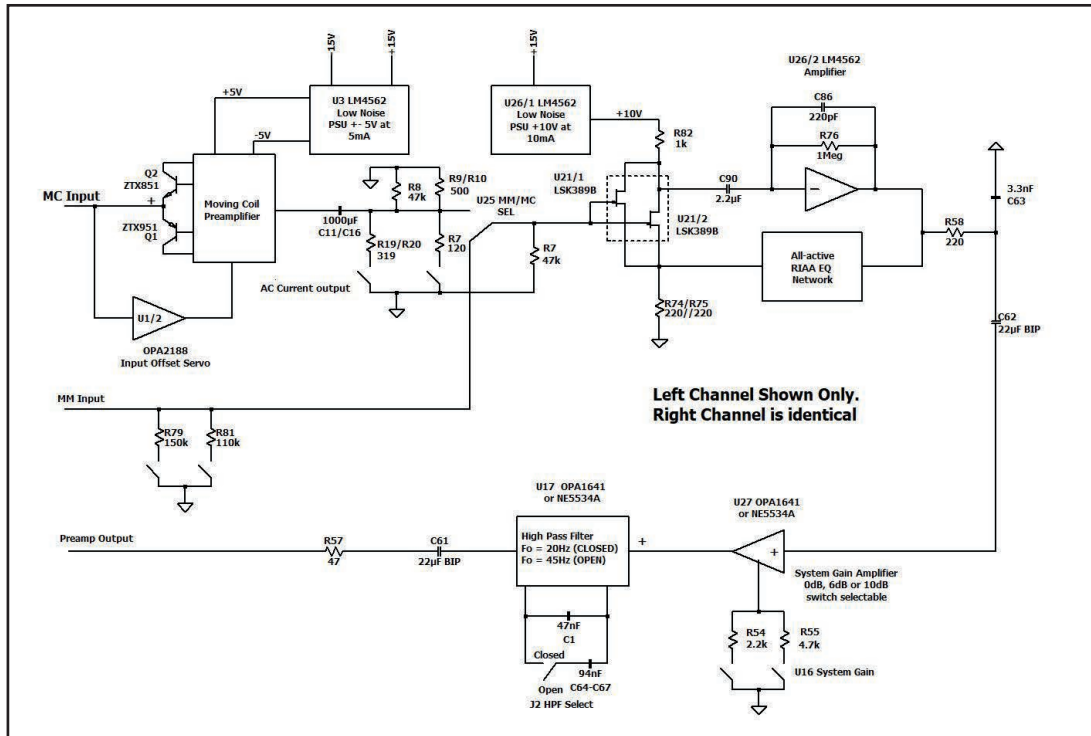 -15V
+15V
+15V
U26/2 LM4562
Amplifier
U3 LM4562
Low Noise
PSU +- 5V at
5mA
U26/1 LM4562
Low Noise
PSU +10V at
10mA
C86
220pF
+5V
-5V
+10V
R82
1k
R76
1Meg
Q2
ZTX851
MC Input
+
ZTX951
Q1
Moving Coil
Preamplifier
R8
47k
R9/R10
500
U21/1
LSK389B
C90
2.2µF
-
3.3nF
C63
1000µF
C11/C16
U25 MM/MC
SEL
U21/2
LSK389B
R58
220
R19/R20
319
R7
120
R7
47k
All-active
RIAA EQ
Network
AC Current output
U1/2
R74/R75
220//220
C62
22µF BIP
OPA2188
Input Offset Servo
MM Input
Left Channel Shown Only.
Right Channel is identical
R79
150k
R81
110k
U17 OPA1641
or NE5534A
U27 OPA1641
or NE5534A
Preamp Output
R57
47
C61
22µF BIP
High Pass Filter
Fo = 20Hz (CLOSED)
Fo = 45Hz (OPEN)
+
+
System Gain Amplifier
0dB, 6dB or 10dB
switch selectable
47nF
C1
R54
2.2k
R55
4.7k
Closed
Open
94nF
C64-C67
U16 System Gain
J2 HPF Select